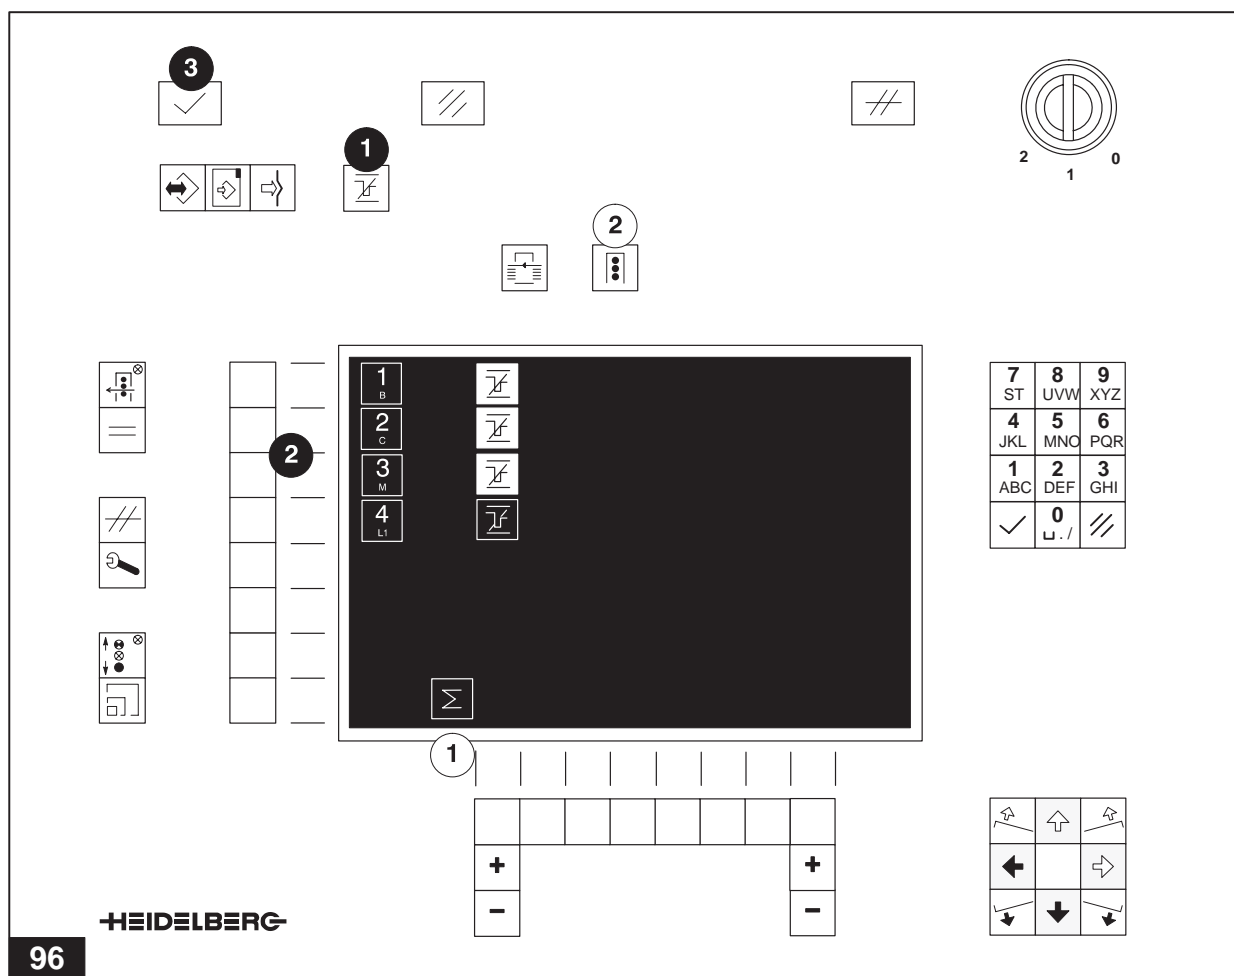 3
1
2 0
1
2
1
B
2
C
2
3
M
4
L1
7 8 9
ST UVW XYZ
4 5 6
JKL MNO PQR
1 2 3
ABC DEF GHI
0
␣ . /
Σ
1
+ +
− −
HEIDELBERG
96